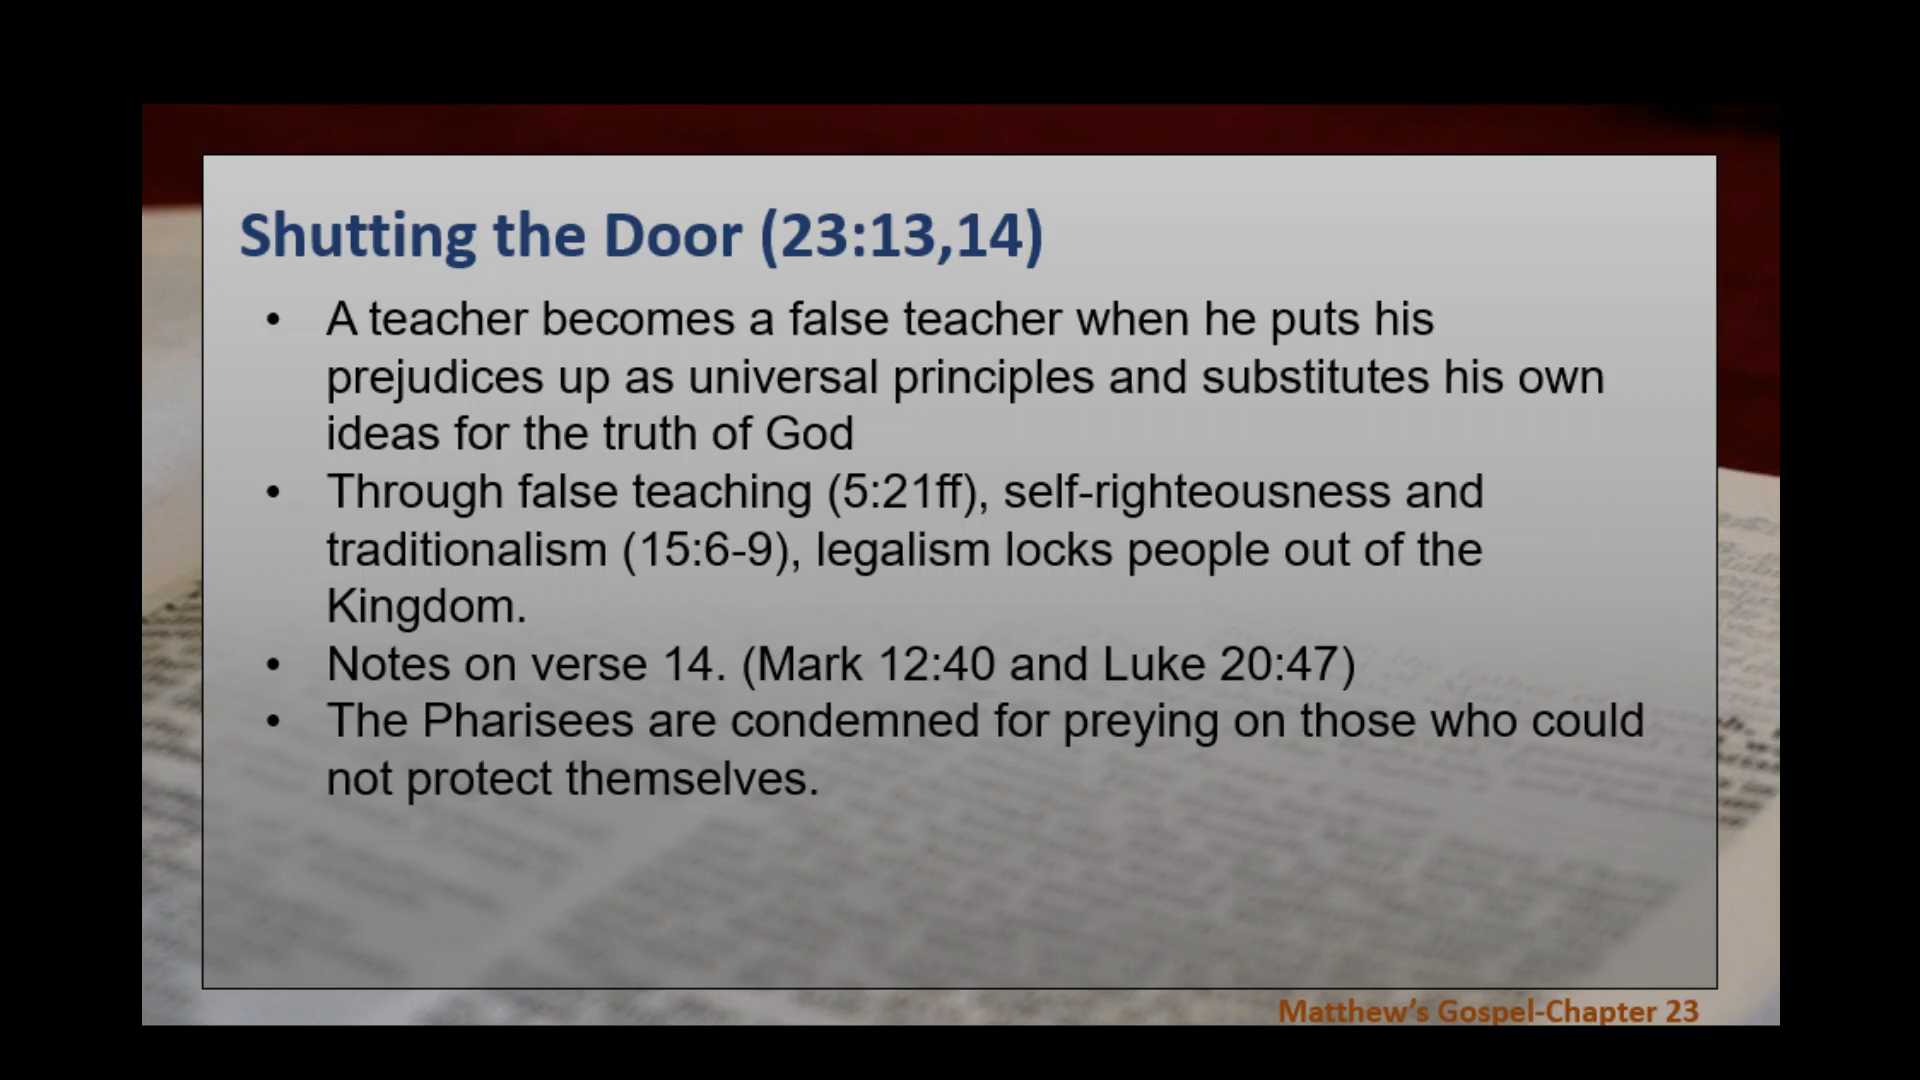 Shutting the Door (23:13,14)
• A teacher becomes a false teacher when he puts his
prejudices up as universal principles and substitutes his own
ideas for the truth of God
• Through false teaching (5:21ff), self-righteousness and
traditionalism (15:6-9), legalism locks people out of the
Kingdom.
• Notes on verse 14. (Mark 12:40 and Luke 20:47)
• The Pharisees are condemned for preying on those who could
not protect themselves.
Matthew’s Gospel-Chapter 23